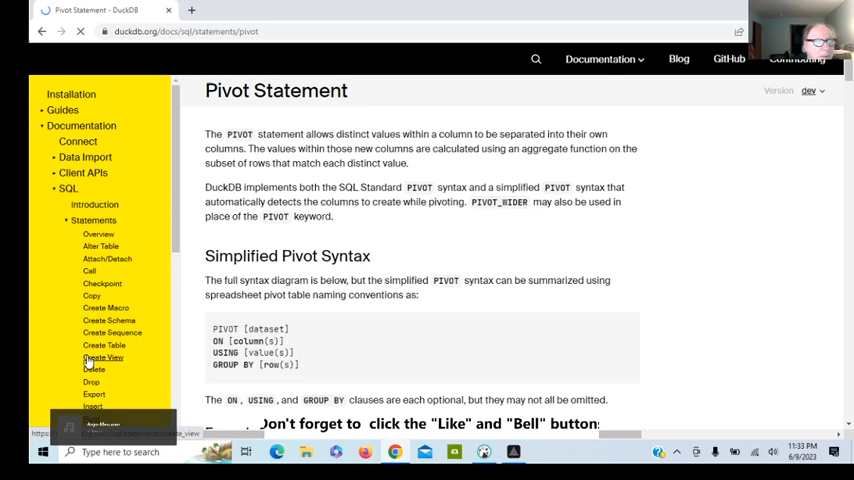 Pivot Statement - DuckDB
duckdb.org/docs/sql/statements/pivot
Documentation Blog GitHub Contributing
Installation
Guides
Documentation
Connect
Data Import
Client APIs
SQL
Introduction
Statements
Overview
Alter Table
Attach/Detach
Call
Checkpoint
Copy
Create Macro
Create Schema
Create Sequence
Create Table
Create View
Delete
Drop
Export
Insert
Pivot Statement
Version dev
The PIVOT statement allows distinct values within a column to be separated into their own
columns. The values within those new columns are calculated using an aggregate function on the
subset of rows that match each distinct value.
DuckDB implements both the SQL Standard PIVOT syntax and a simplified PIVOT syntax that
automatically detects the columns to create while pivoting. PIVOT_WIDER may also be used in
place of the PIVOT keyword.
Simplified Pivot Syntax
The full syntax diagram is below, but the simplified PIVOT syntax can be summarized using
spreadsheet pivot table naming conventions as:
PIVOT [dataset]
ON [column(s)]
USING [value(s)]
GROUP BY [row(s)]
The ON, USING, and GROUP BY clauses are each optional, but they may not all be omitted.
Don't forget to click the "Like" and "Bell" buttons
Type here to search
11:33 PM
6/9/2023